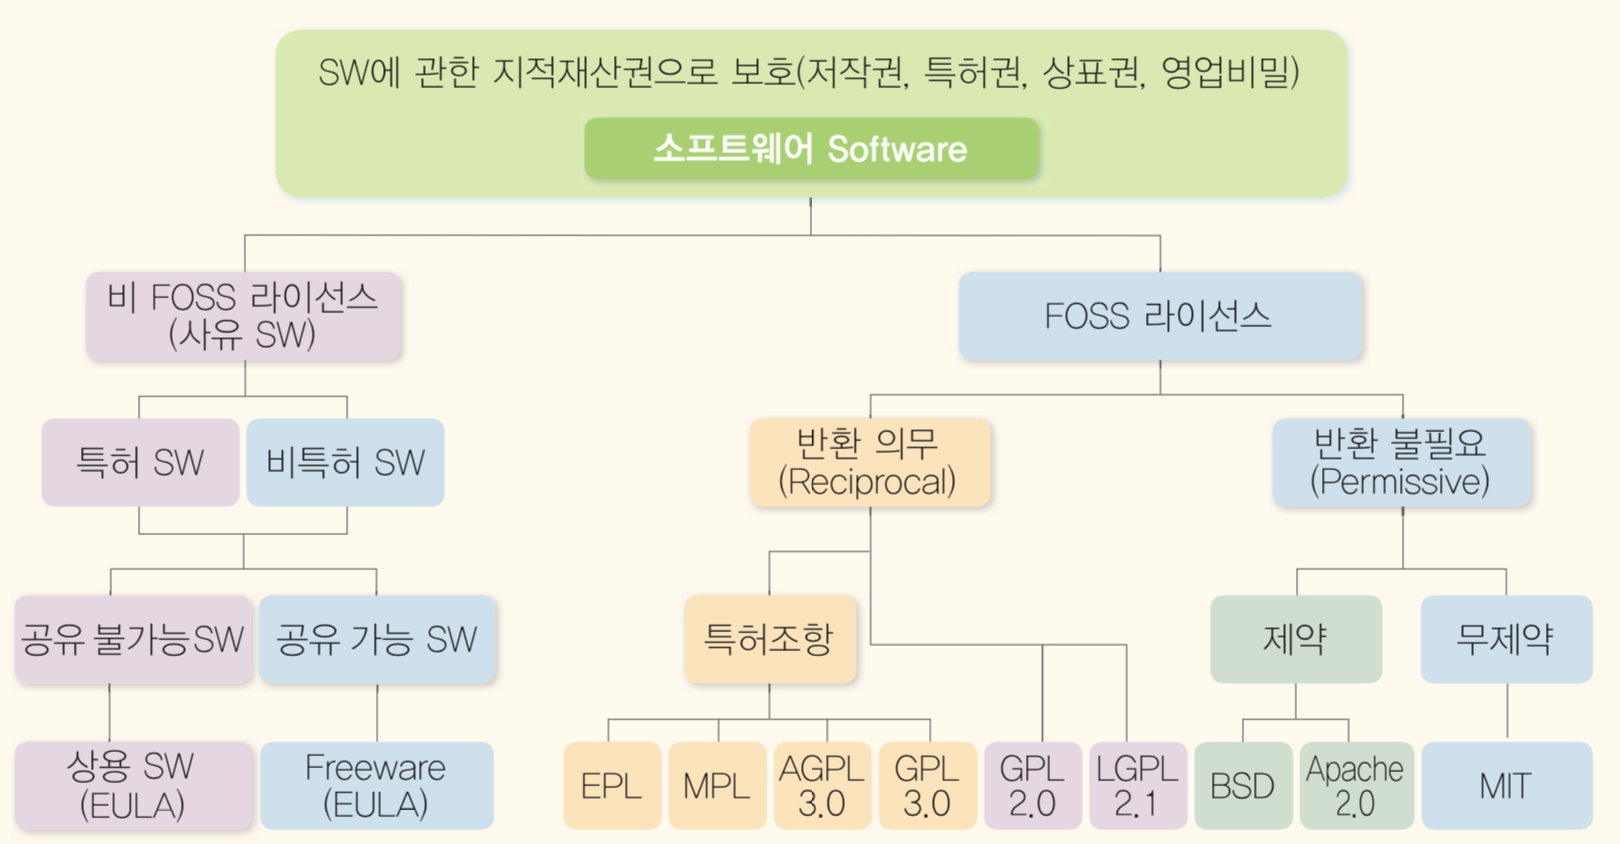 SW에 관한 지적재산권으로 보호(저작권, 특허권, 상표권, 영업비밀)
소프트웨어 Software
비 FOSS 라이선스
(사유 SW)
FOSS 라이선스
특허 SW
비특허 SW
반환 의무
(Reciprocal)
반환 불필요
(Permissive)
공유 불가능SW
공유 가능 SW
특허조항
제약
무제약
상용 SW
(EULA)
Freeware
(EULA)
EPL
MPL
AGPL
3.0
GPL
3.0
GPL
2.0
LGPL
2.1
BSD
Apache
2.0
MIT